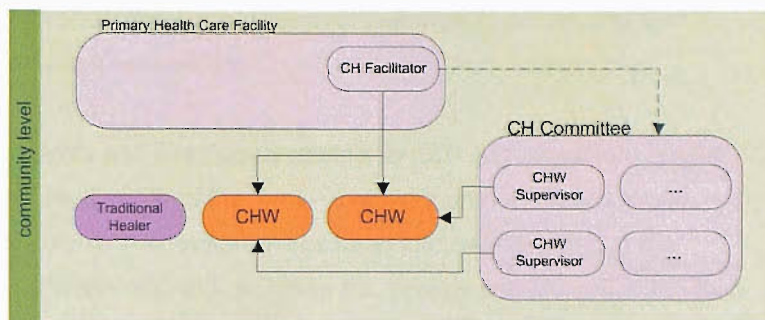 community level
Primary Health Care Facility
CH Facilitator
CH Committee
CHW
Supervisor
...
Traditional
Healer
CHW
CHW
CHW
Supervisor
...